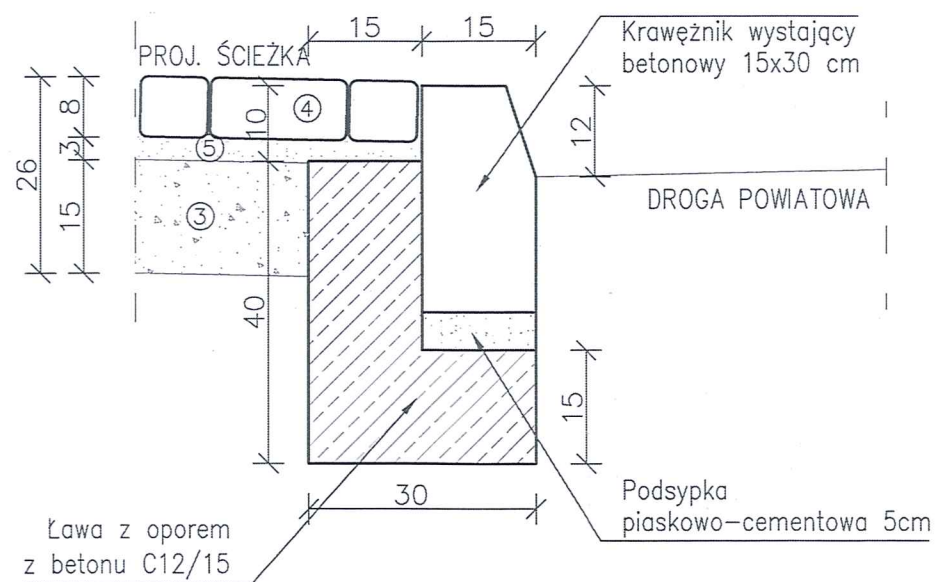 15
15
Krawężnik wystający
betonowy 15x30 cm
PROJ. ŚCIEŻKA
8
4
10
12
3
5
26
15
3
DROGA POWIATOWA
40
15
30
Podsypka
piaskowo-cementowa 5cm
Ława z oporem
z betonu C12/15